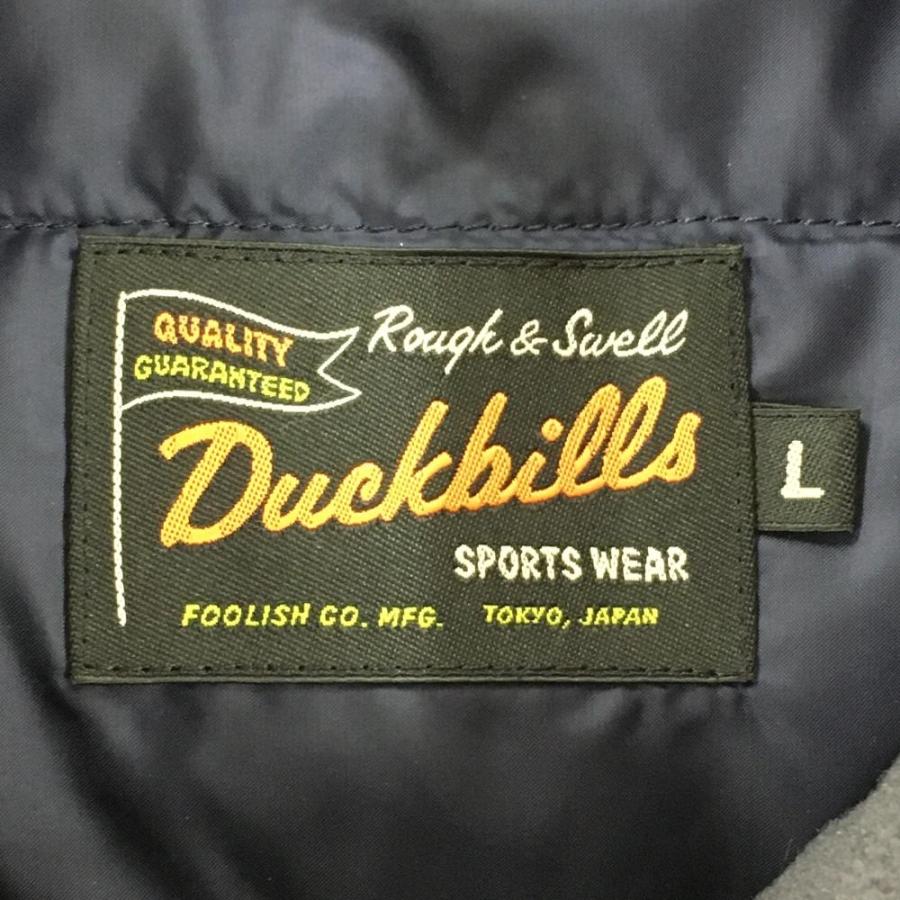 QUALITY
GUARANTEED
Rough & Swell
Duckbills
SPORTS WEAR
FOOLISH CO. MFG. TOKYO, JAPAN
L